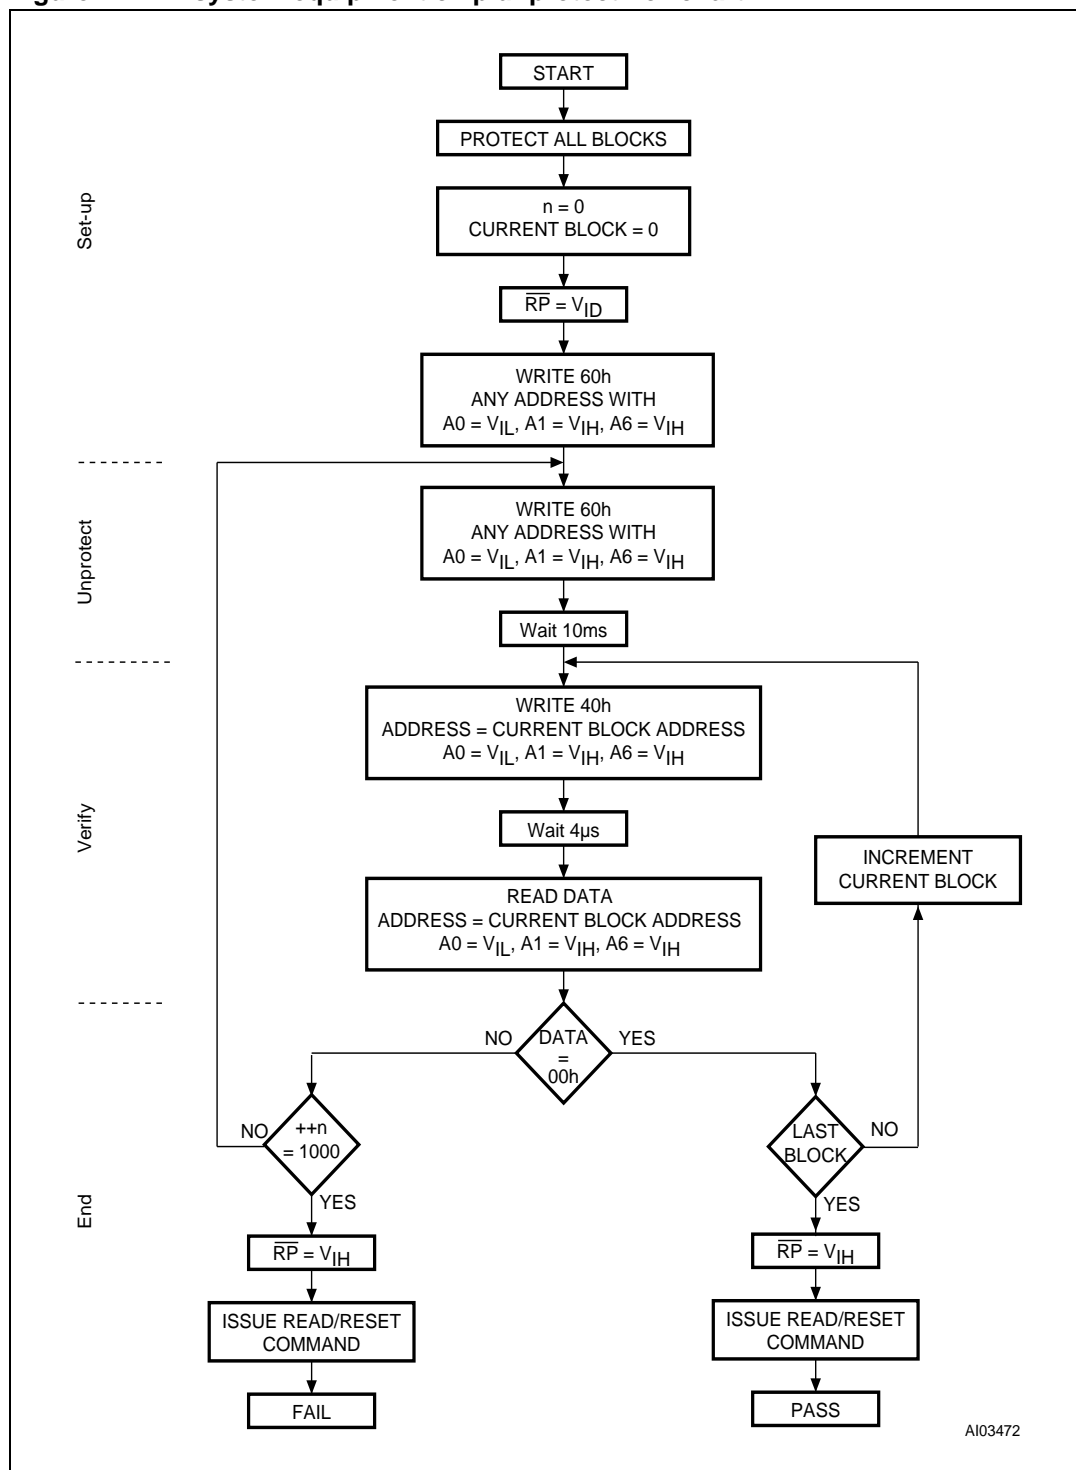 START
PROTECT ALL BLOCKS
n = 0
CURRENT BLOCK = 0
Set-up
RP = VID
WRITE 60h
ANY ADDRESS WITH
A0 = VIL, A1 = VIH, A6 = VIH
Unprotect
WRITE 60h
ANY ADDRESS WITH
A0 = VIL, A1 = VIH, A6 = VIH
Wait 10ms
Verify
WRITE 40h
ADDRESS = CURRENT BLOCK ADDRESS
A0 = VIL, A1 = VIH, A6 = VIH
Wait 4µs
INCREMENT
CURRENT BLOCK
READ DATA
ADDRESS = CURRENT BLOCK ADDRESS
A0 = VIL, A1 = VIH, A6 = VIH
End
NO
DATA
=
00h
YES
NO
++n
= 1000
YES
LAST
BLOCK
NO
YES
RP = VIH
RP = VIH
ISSUE READ/RESET
COMMAND
ISSUE READ/RESET
COMMAND
FAIL
PASS
AI03472